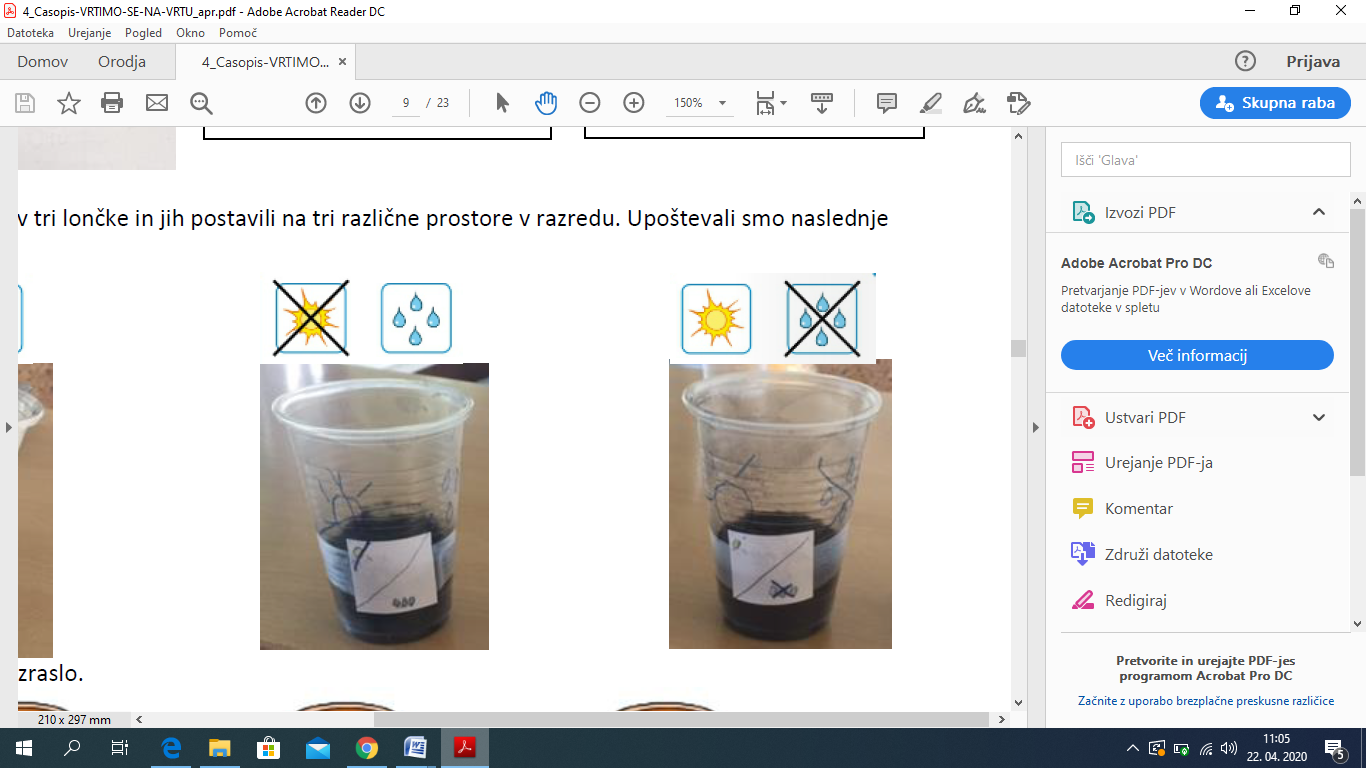 4_Casopis-VRTIMO-SE-NA-VRTU_apr.pdf - Adobe Acrobat Reader DC
Datoteka Urejanje Pogled Okno Pomoč
Domov Orodja 4_Casopis-VRTIMO... × Prijava
9 / 23 150% Skupna raba
v tri lončke in jih postavili na tri različne prostore v razredu. Upoštevali smo naslednje
zraslo.
210 x 297 mm
Išči 'Glava'
Izvozi PDF
Adobe Acrobat Pro DC
Pretvarjanje PDF-jev v Wordove ali Excelove
datoteke v spletu
Več informacij
Ustvari PDF
Urejanje PDF-ja
Komentar
Združi datoteke
Redigiraj
Pretvorite in urejajte PDF-jes
programom Acrobat Pro DC
Začnite z uporabo brezplačne preskusne različice
11:05
22. 04. 2020
5